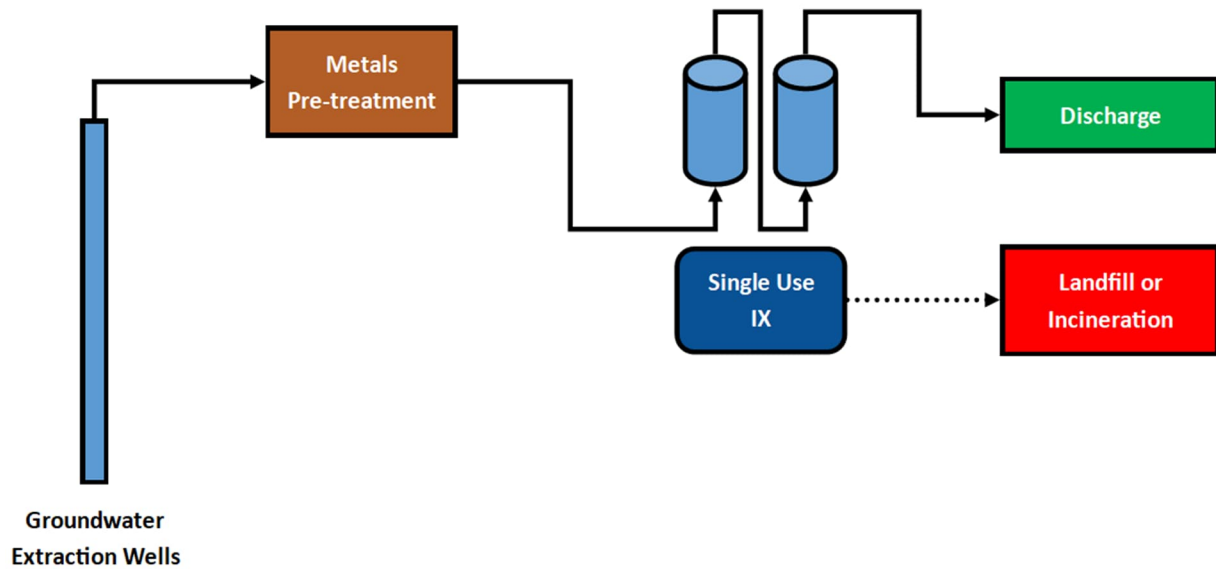 Metals
Pre-treatment
Discharge
Single Use
IX
Landfill or
Incineration
Groundwater
Extraction Wells